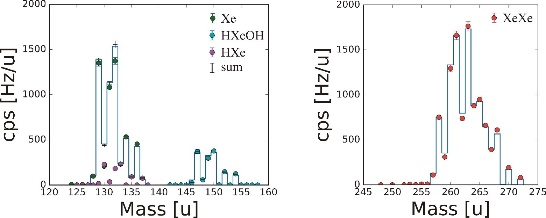 2000
1500
1000
500
0
cps [Hz/u]
120 125 130 135 140 145 150 155 160
Mass [u]
Xe
HXeOH
HXe
sum
2000
1500
1000
500
0
cps [Hz/u]
245 250 255 260 265 270 275
Mass [u]
XeXe